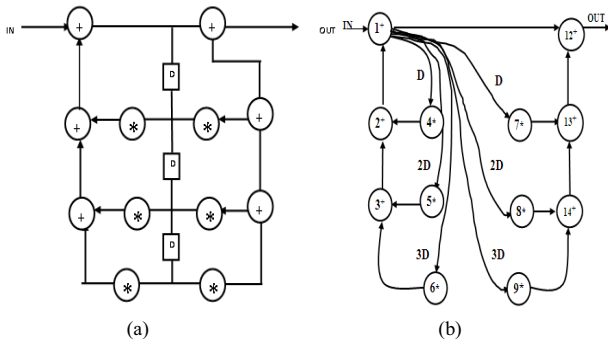 IN + + OUT
D
+ * * +
D
+ * * +
D
* *
(a)
IN 1+ 12+ OUT
D D
2+ 4* 7* 13+
2D 2D
3+ 5* 8* 14+
3D 3D
6* 9*
(b)